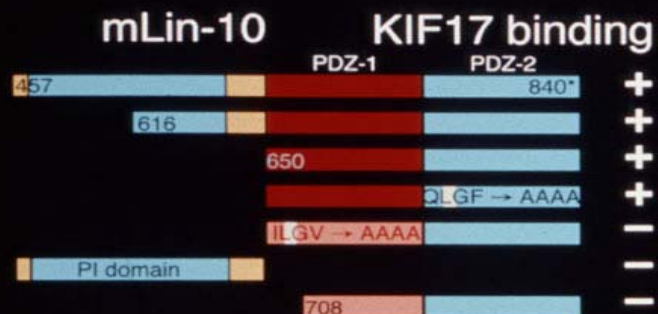 mLin-10 KIF17 binding
PDZ-1 PDZ-2
457 840* +
616 +
650 +
QLGF → AAAA +
ILGV → AAAA −
PI domain −
708 −